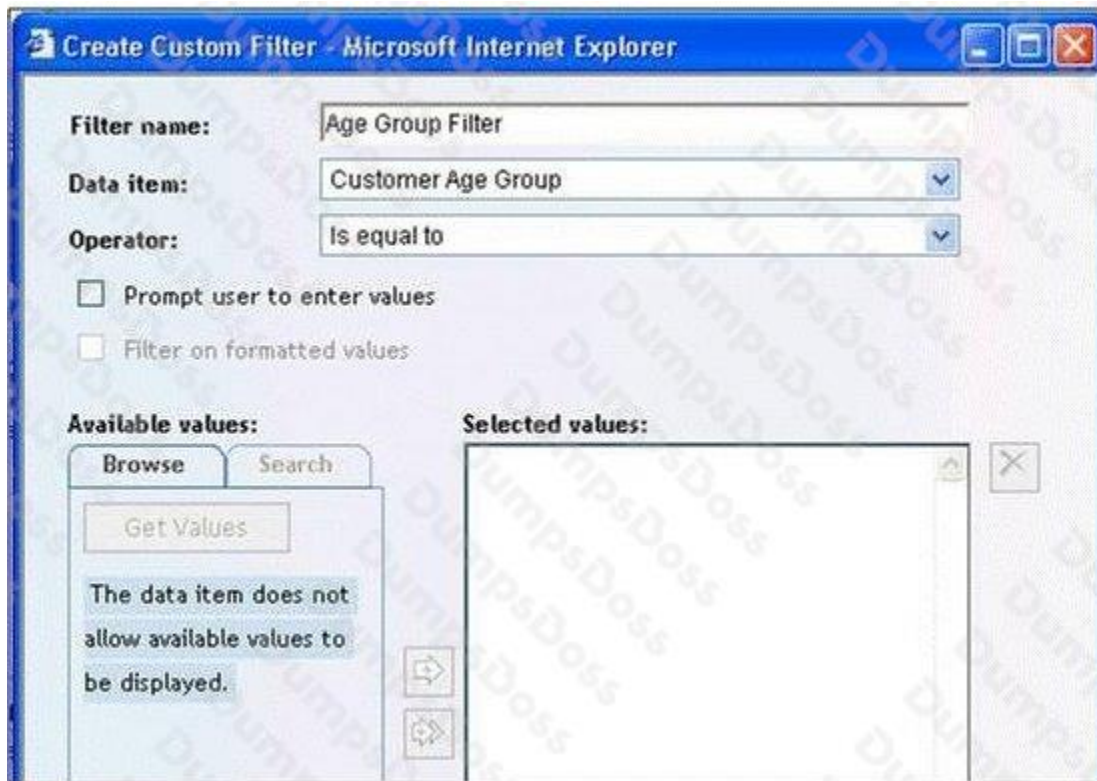 Create Custom Filter - Microsoft Internet Explorer
Filter name:
Age Group Filter
Data item:
Customer Age Group
Operator:
Is equal to
Prompt user to enter values
Filter on formatted values
Available values:
Selected values:
Browse
Search
Get Values
The data item does not
allow available values to
be displayed.
DumpsDoss